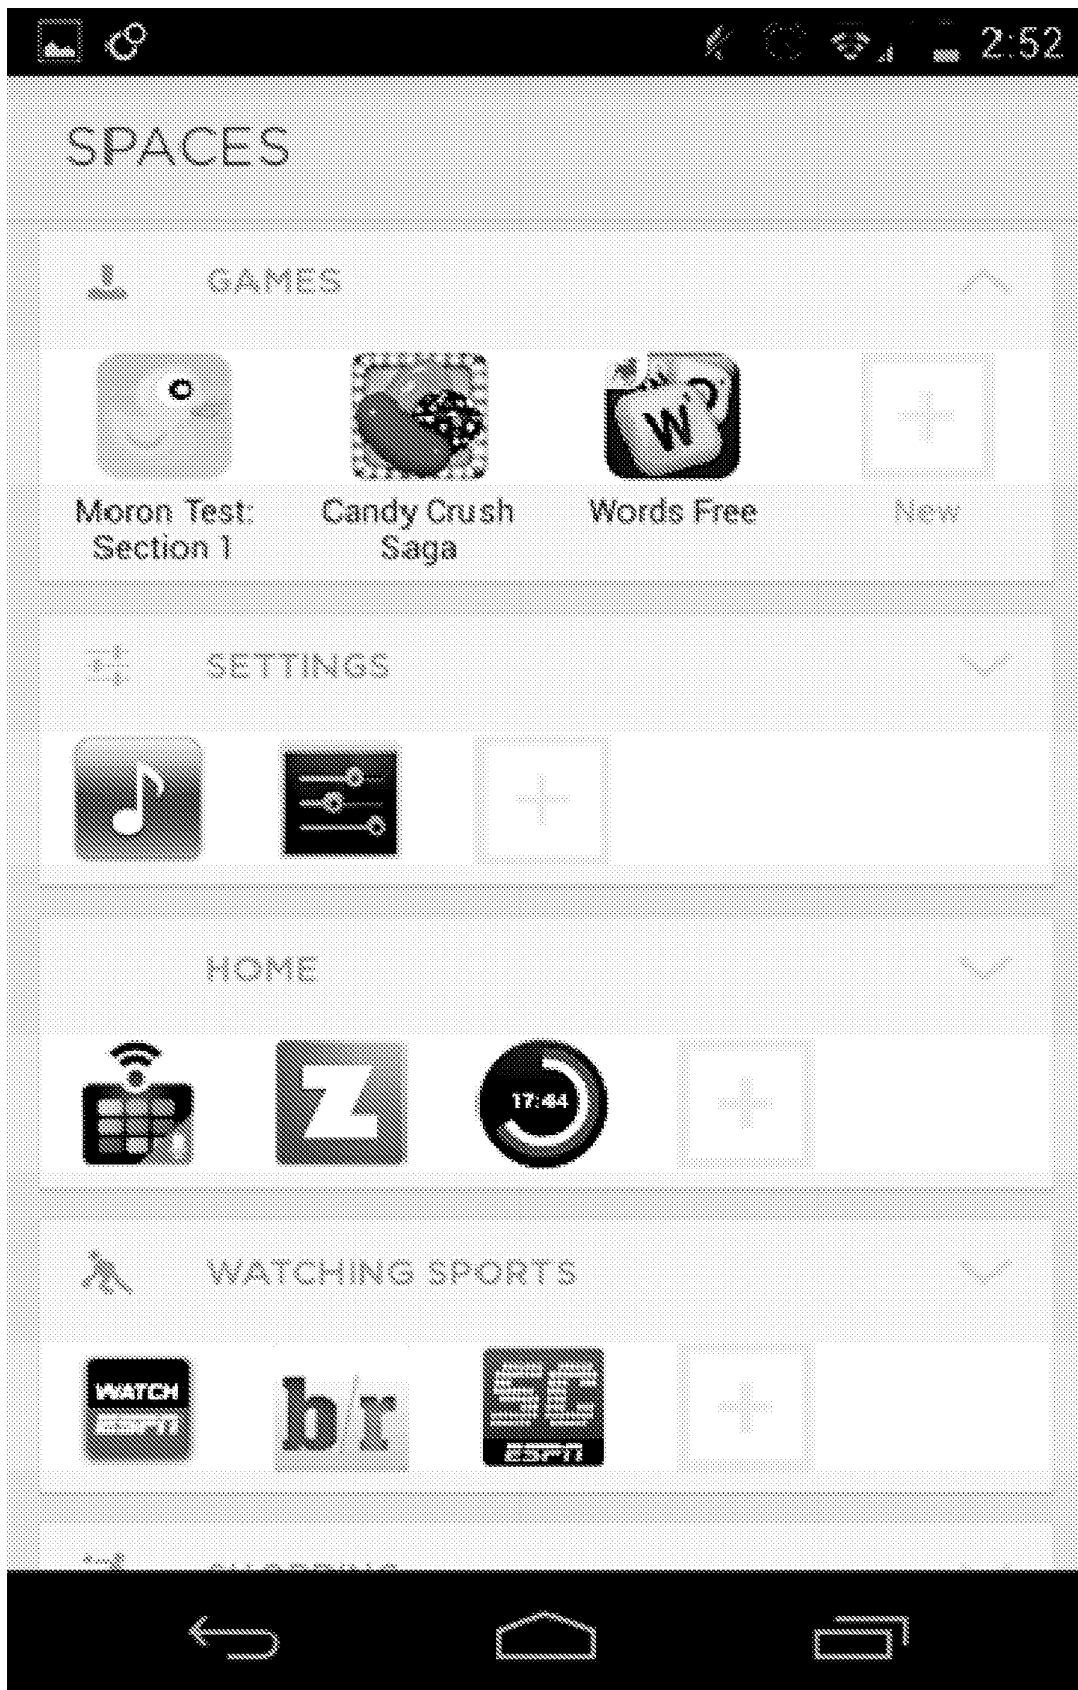 2:52
SPACES
GAMES
W
Moron Test:
Section 1
Candy Crush
Saga
Words Free
New
SETTINGS
HOME
Z
17:44
WATCHING SPORTS
WATCH
ESPN
b/r
SC
ESPN